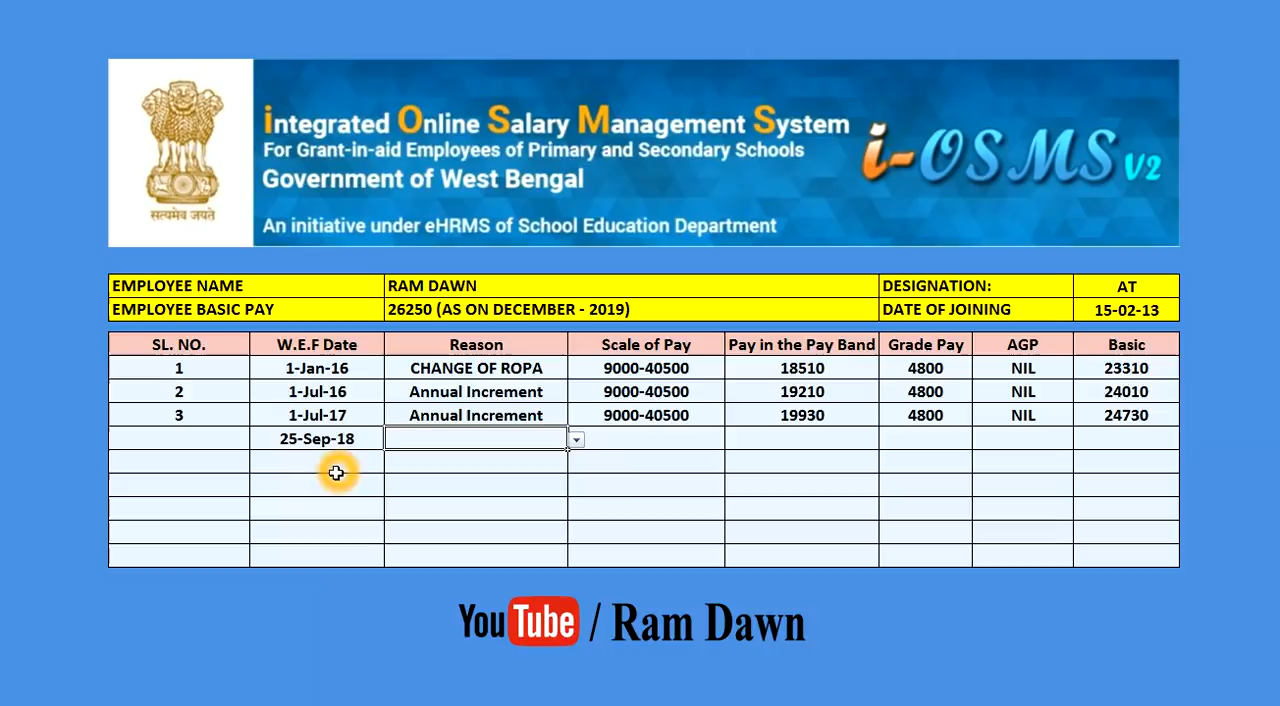 सत्यमेव जयते
Integrated Online Salary Management System
For Grant-in-aid Employees of Primary and Secondary Schools
Government of West Bengal
An initiative under eHRMS of School Education Department
i-OSMS V2
EMPLOYEE NAME RAM DAWN DESIGNATION: AT
EMPLOYEE BASIC PAY 26250 (AS ON DECEMBER - 2019) DATE OF JOINING 15-02-13
SL. NO. W.E.F Date Reason Scale of Pay Pay in the Pay Band Grade Pay AGP Basic
1 1-Jan-16 CHANGE OF ROPA 9000-40500 18510 4800 NIL 23310
2 1-Jul-16 Annual Increment 9000-40500 19210 4800 NIL 24010
3 1-Jul-17 Annual Increment 9000-40500 19930 4800 NIL 24730
25-Sep-18
YouTube / Ram Dawn